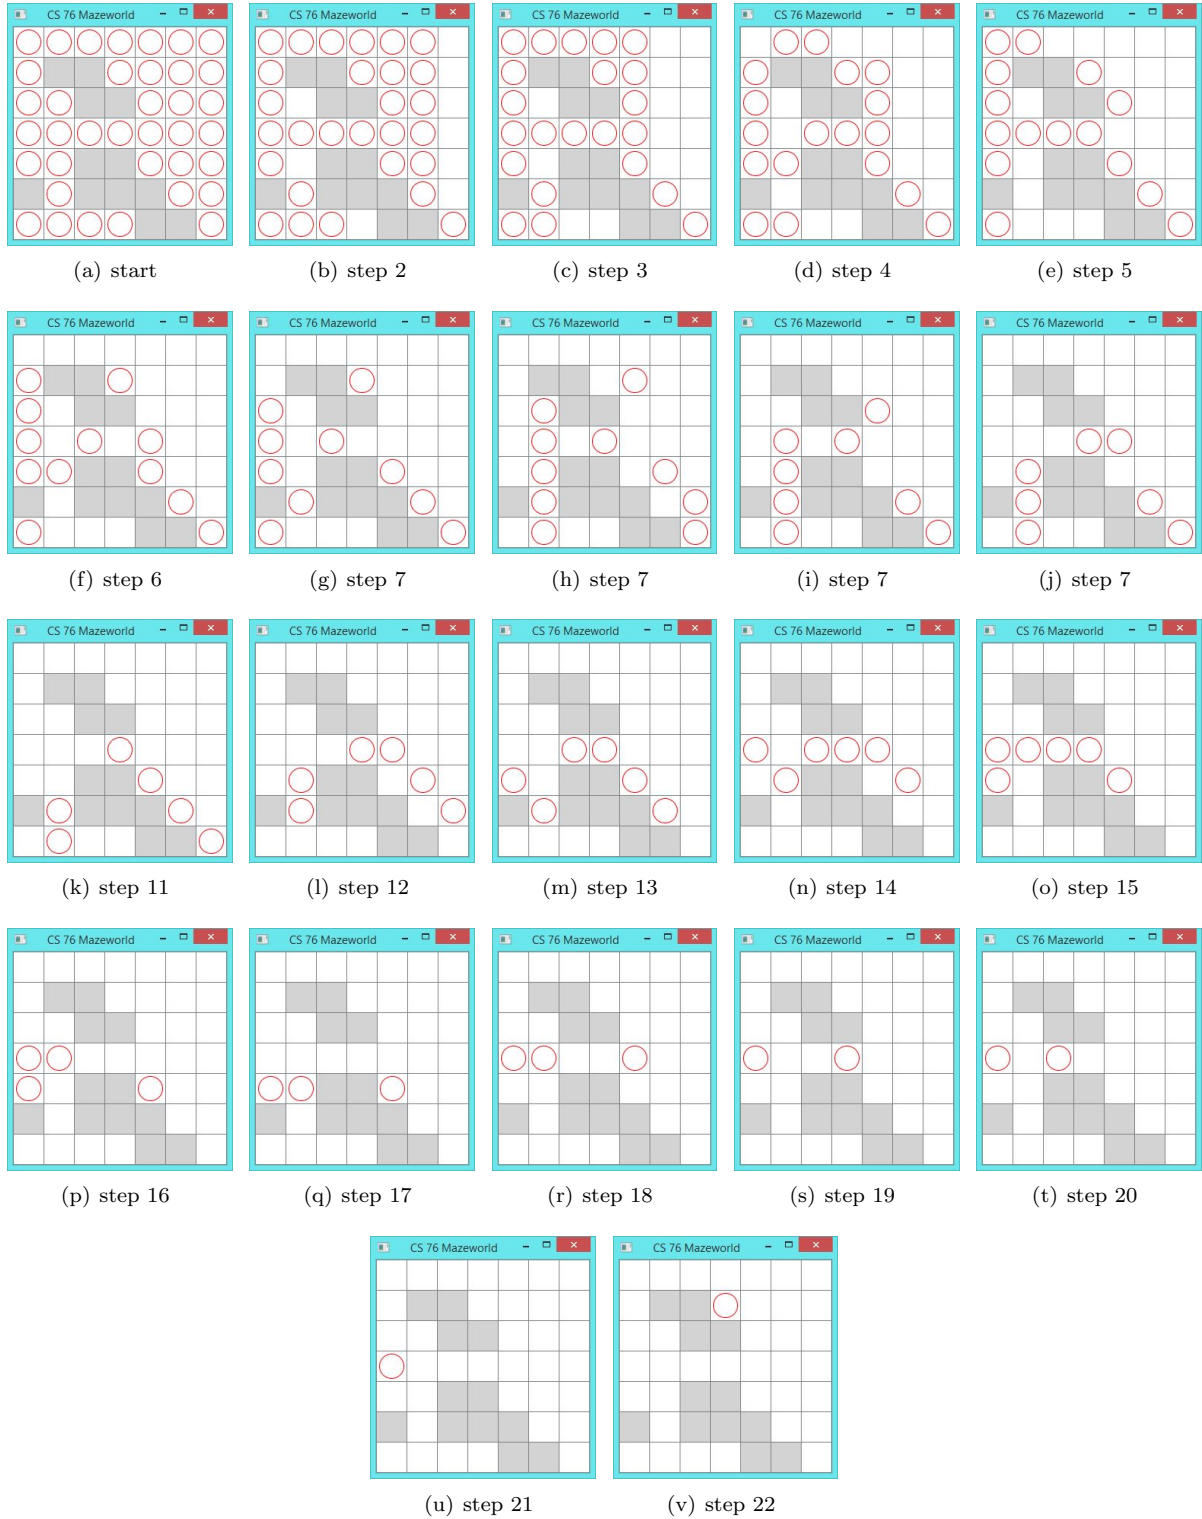 CS 76 Mazeworld CS 76 Mazeworld CS 76 Mazeworld CS 76 Mazeworld CS 76 Mazeworld
(a) start (b) step 2 (c) step 3 (d) step 4 (e) step 5
CS 76 Mazeworld CS 76 Mazeworld CS 76 Mazeworld CS 76 Mazeworld CS 76 Mazeworld
(f) step 6 (g) step 7 (h) step 7 (i) step 7 (j) step 7
CS 76 Mazeworld CS 76 Mazeworld CS 76 Mazeworld CS 76 Mazeworld CS 76 Mazeworld
(k) step 11 (l) step 12 (m) step 13 (n) step 14 (o) step 15
CS 76 Mazeworld CS 76 Mazeworld CS 76 Mazeworld CS 76 Mazeworld CS 76 Mazeworld
(p) step 16 (q) step 17 (r) step 18 (s) step 19 (t) step 20
CS 76 Mazeworld CS 76 Mazeworld
(u) step 21 (v) step 22